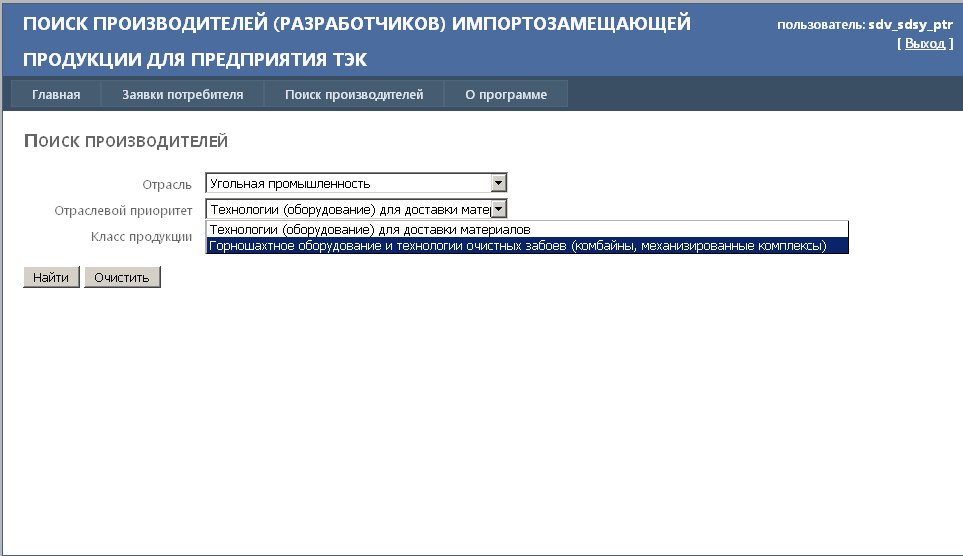 ПОИСК ПРОИЗВОДИТЕЛЕЙ (РАЗРАБОТЧИКОВ) ИМПОРТОЗАМЕЩАЮЩЕЙ
ПРОДУКЦИИ ДЛЯ ПРЕДПРИЯТИЯ ТЭК
пользователь: sdv_sdsy_ptr
[ Выход ]
Главная Заявки потребителя Поиск производителей О программе
Поиск производителей
Отрасль Угольная промышленность
Отраслевой приоритет Технологии (оборудование) для доставки мате
Технологии (оборудование) для доставки материалов
Класс продукции Горношахтное оборудование и технологии очистных забоев (комбайны, механизированные комплексы)
Найти Очистить